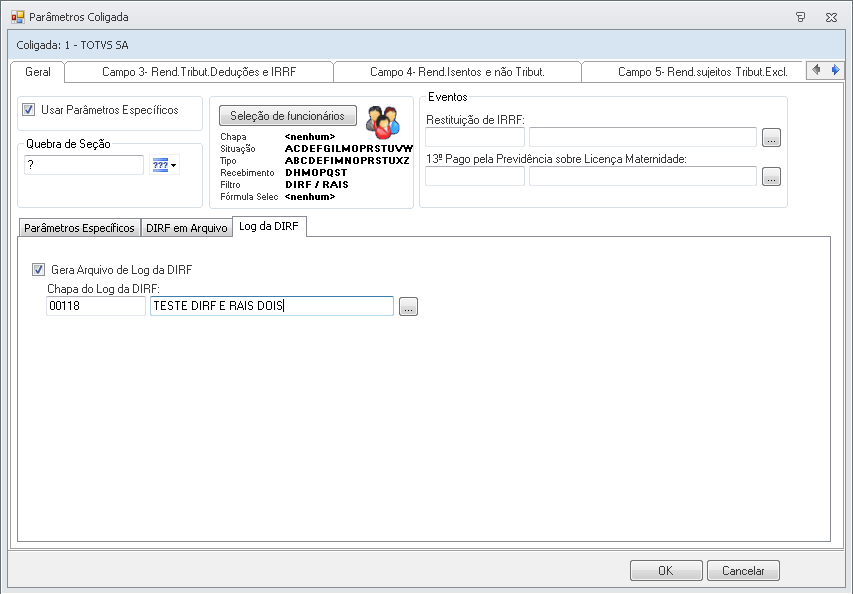 Parâmetros Coligada
Coligada: 1 - TOTVS SA
Geral
Campo 3- Rend.Tribut.Deduções e IRRF
Campo 4- Rend.Isentos e não Tribut.
Campo 5- Rend.sujeitos Tribut.Excl.
Usar Parâmetros Específicos
Quebra de Seção
?
???
Seleção de funcionários
Chapa <nenhum>
Situação ACDEFGILMOPRSTUVW
Tipo ABCDEFIMNOPRSTUXZ
Recebimento DHMOPQST
Filtro DIRF / RAIS
Fórmula Selec <nenhum>
Eventos
Restituição de IRRF:
...
13º Pago pela Previdência sobre Licença Maternidade:
...
Parâmetros Específicos
DIRF em Arquivo
Log da DIRF
Gera Arquivo de Log da DIRF
Chapa do Log da DIRF:
00118 TESTE DIRF E RAIS DOIS ...
OK
Cancelar